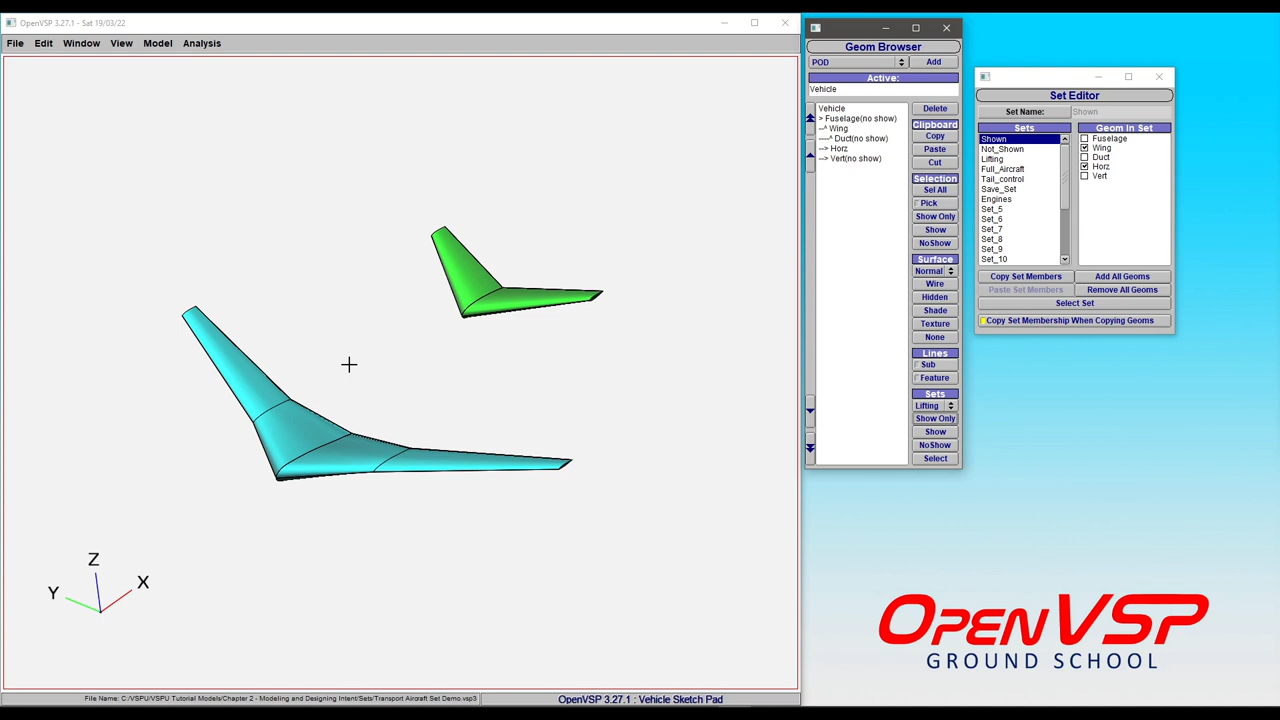 OpenVSP 3.27.1 - Sat 19/03/22
File Edit Window View Model Analysis
Z
X
Y
File Name: C:/VSPU/VSPU Tutorial Models/Chapter 2 - Modeling and Designing Intent/Sets/Transport Aircraft Set Demo.vsp3
OpenVSP 3.27.1 : Vehicle Sketch Pad
Geom Browser
POD
Add
Active:
Vehicle
Vehicle
> Fuselage(no show)
--^ Wing
----^ Duct(no show)
--> Horz
--> Vert(no show)
Delete
Clipboard
Copy
Paste
Cut
Selection
Sel All
Pick
Show Only
Show
NoShow
Surface
Normal
Wire
Hidden
Shade
Texture
None
Lines
Sub
Feature
Sets
Lifting
Show Only
Show
NoShow
Select
Set Editor
Set Name: Shown
Sets
Shown
Not_Shown
Lifting
Full_Aircraft
Tail_control
Save_Set
Engines
Set_5
Set_6
Set_7
Set_8
Set_9
Set_10
Geom In Set
Fuselage
Wing
Duct
Horz
Vert
Copy Set Members
Add All Geoms
Paste Set Members
Remove All Geoms
Select Set
Copy Set Membership When Copying Geoms
OpenVSP
GROUND SCHOOL